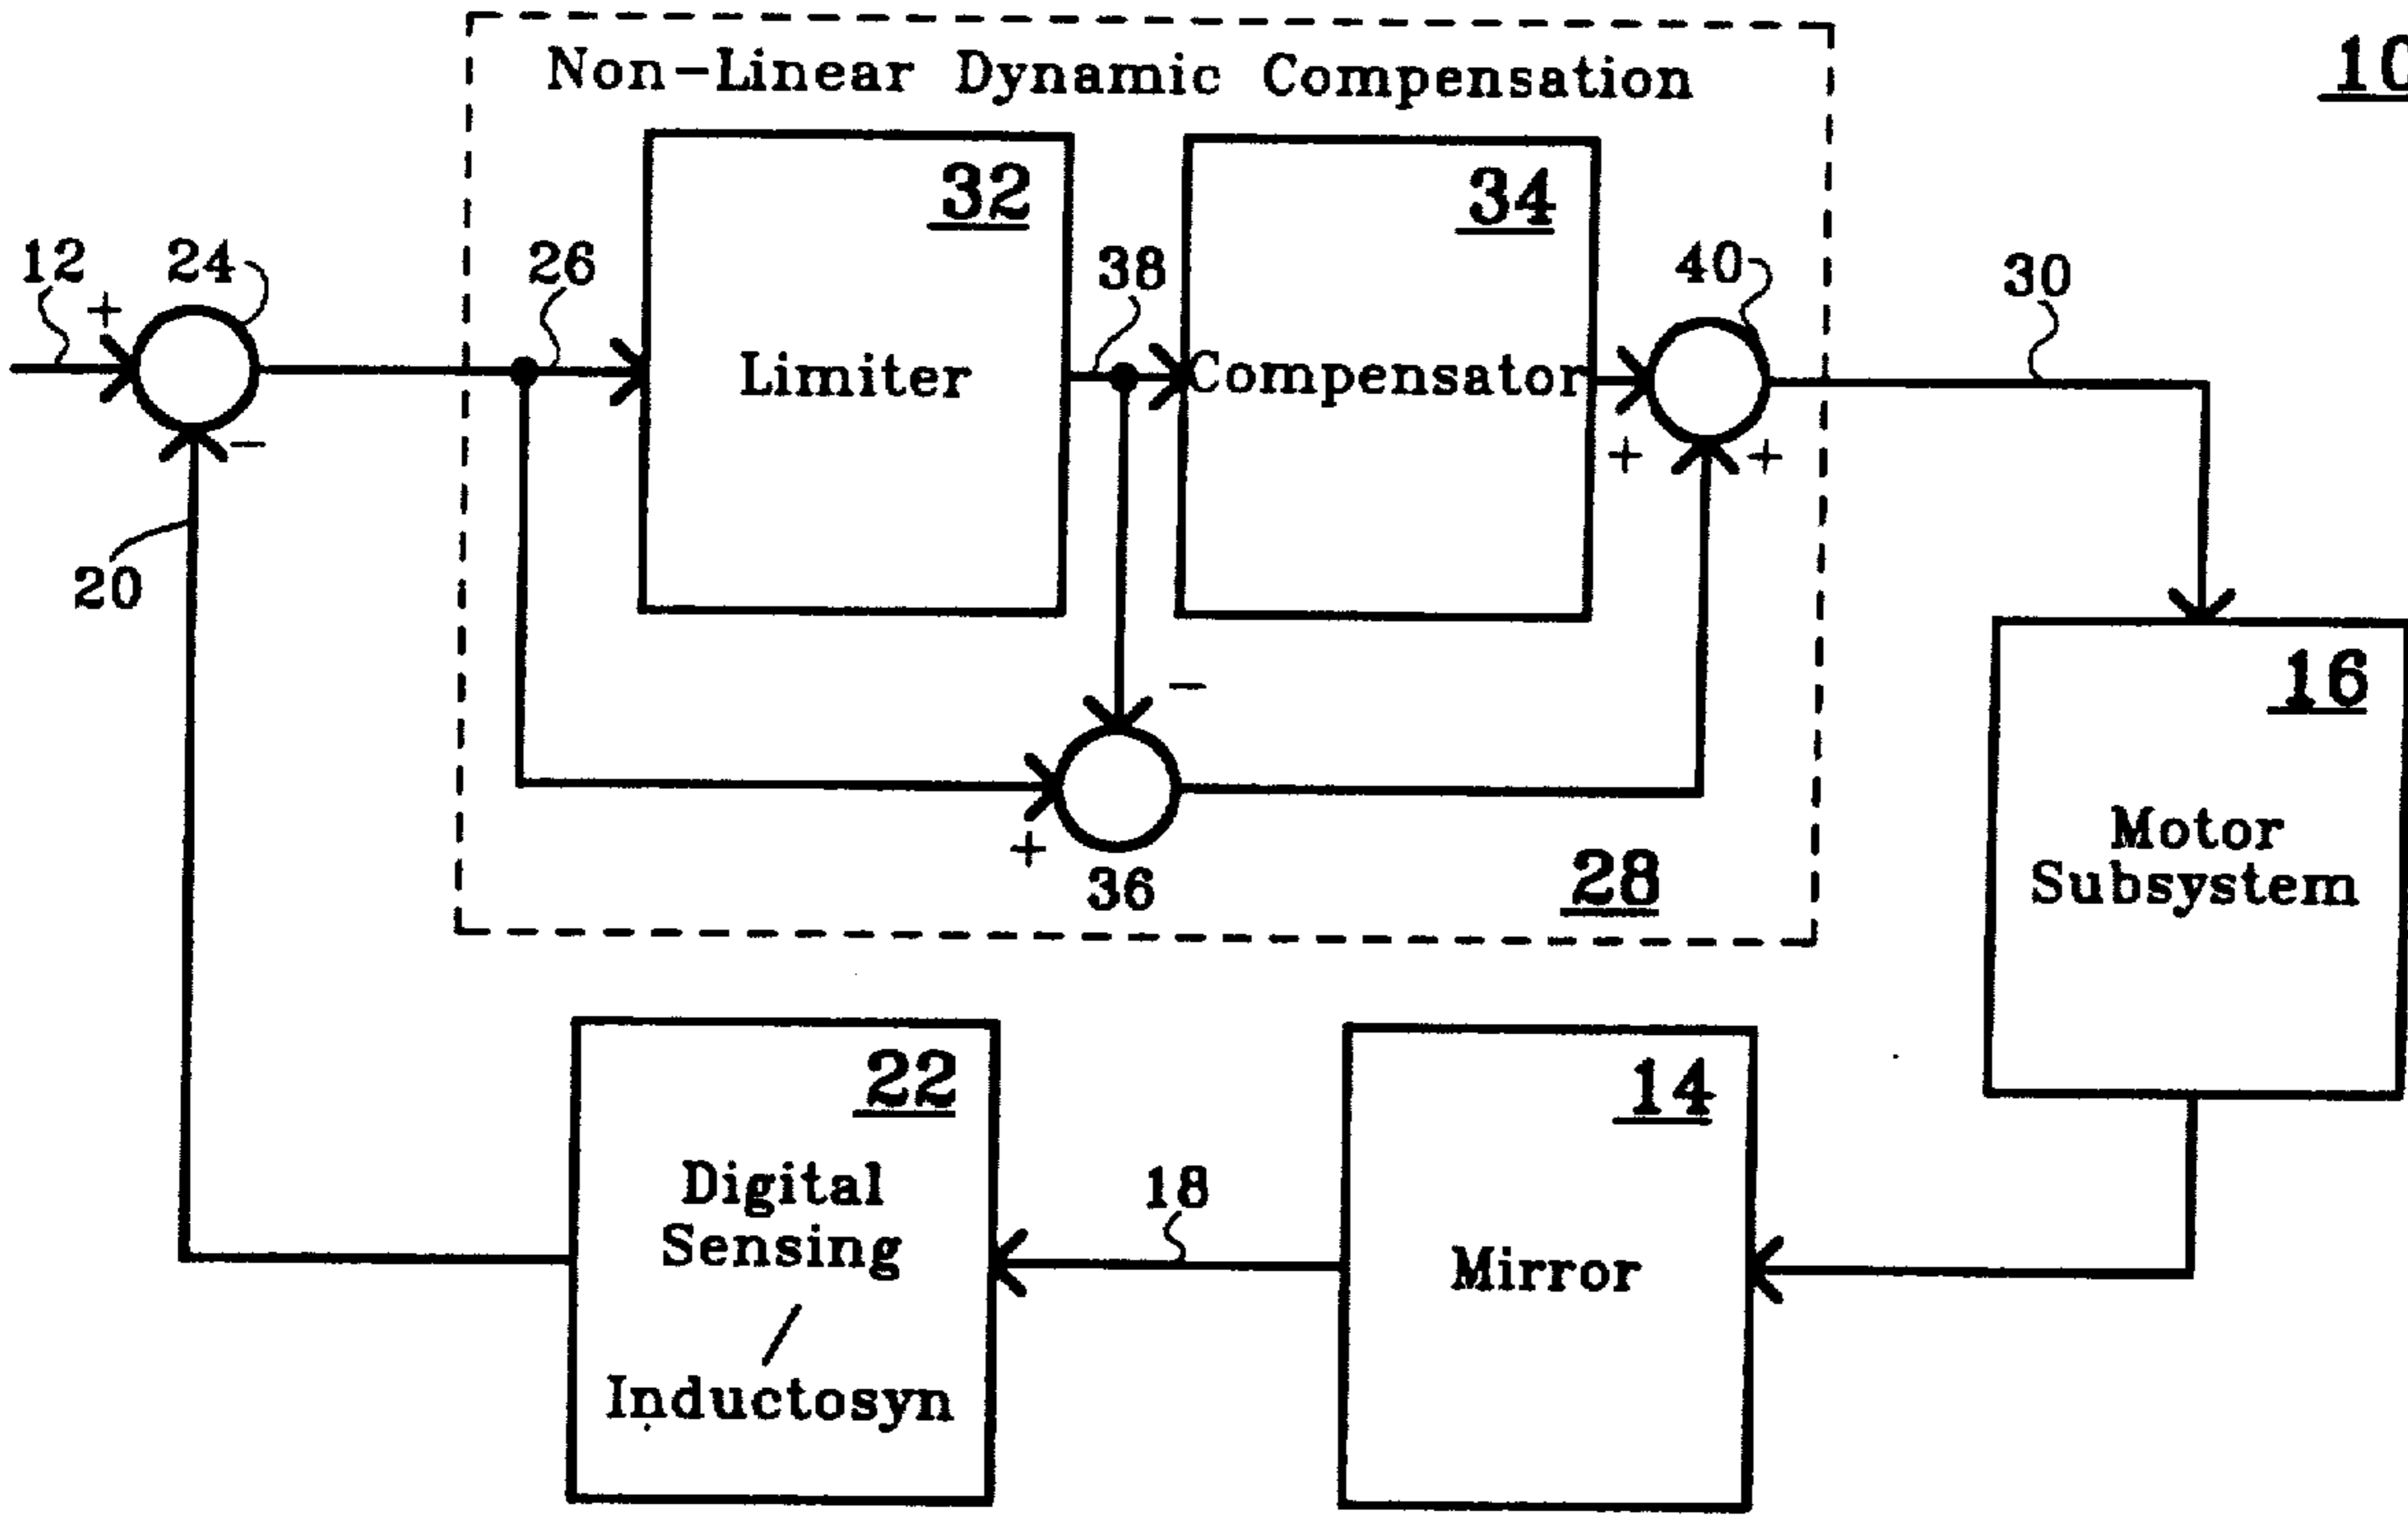 10
Non-Linear Dynamic Compensation
32
34
12
24
26
38
40
30
+
Limiter
Compensator
-
+
+
20
-
16
+
36
28
Motor
Subsystem
22
14
Digital
Sensing
/
Inductosyn
18
Mirror